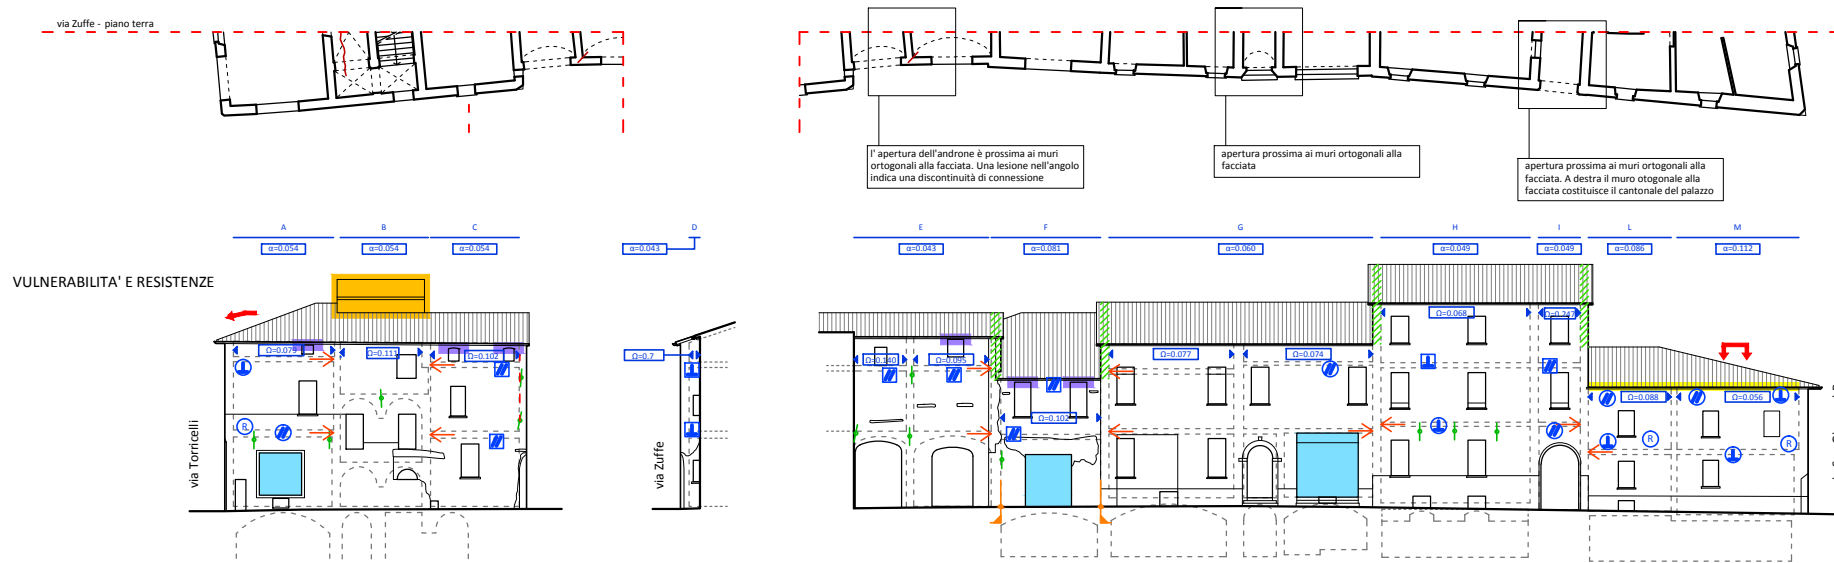 via Zuffe - piano terra
l' apertura dell'androne è prossima ai muri
ortogonali alla facciata. Una lesione nell'angolo
indica una discontinuità di connessione
apertura prossima ai muri ortogonali alla
facciata
apertura prossima ai muri ortogonali alla
facciata. A destra il muro otogonale alla
facciata costituisce il cantonale del palazzo
A B C D E F G H I L M
α=0.054 α=0.054 α=0.054 α=0.043 α=0.043 α=0.081 α=0.060 α=0.049 α=0.049 α=0.086 α=0.112
VULNERABILITA' E RESISTENZE
Ω=0.068 Ω=0.247
Ω=0.079 Ω=0.111 Ω=0.102 Ω=0.7 Ω=0.140 Ω=0.095 Ω=0.077 Ω=0.074
Ω=0.102 Ω=0.088 Ω=0.056
R R R
via Torricelli
via Zuffe